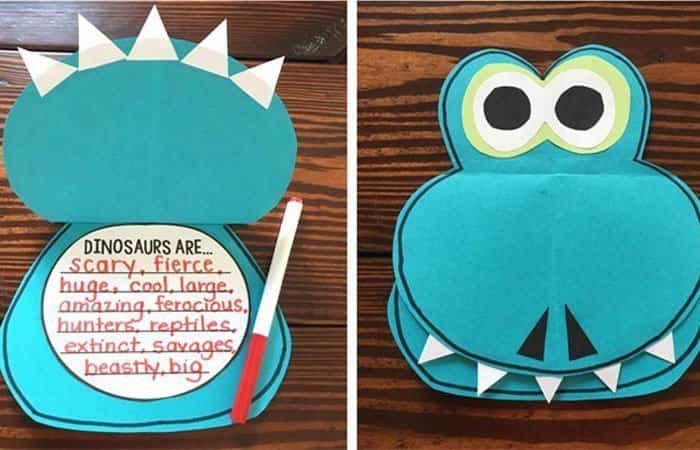 DINOSAURS ARE...
scary, fierce,
huge, cool, large,
amazing, ferocious,
hunters, reptiles,
extinct, savages,
beastly, big